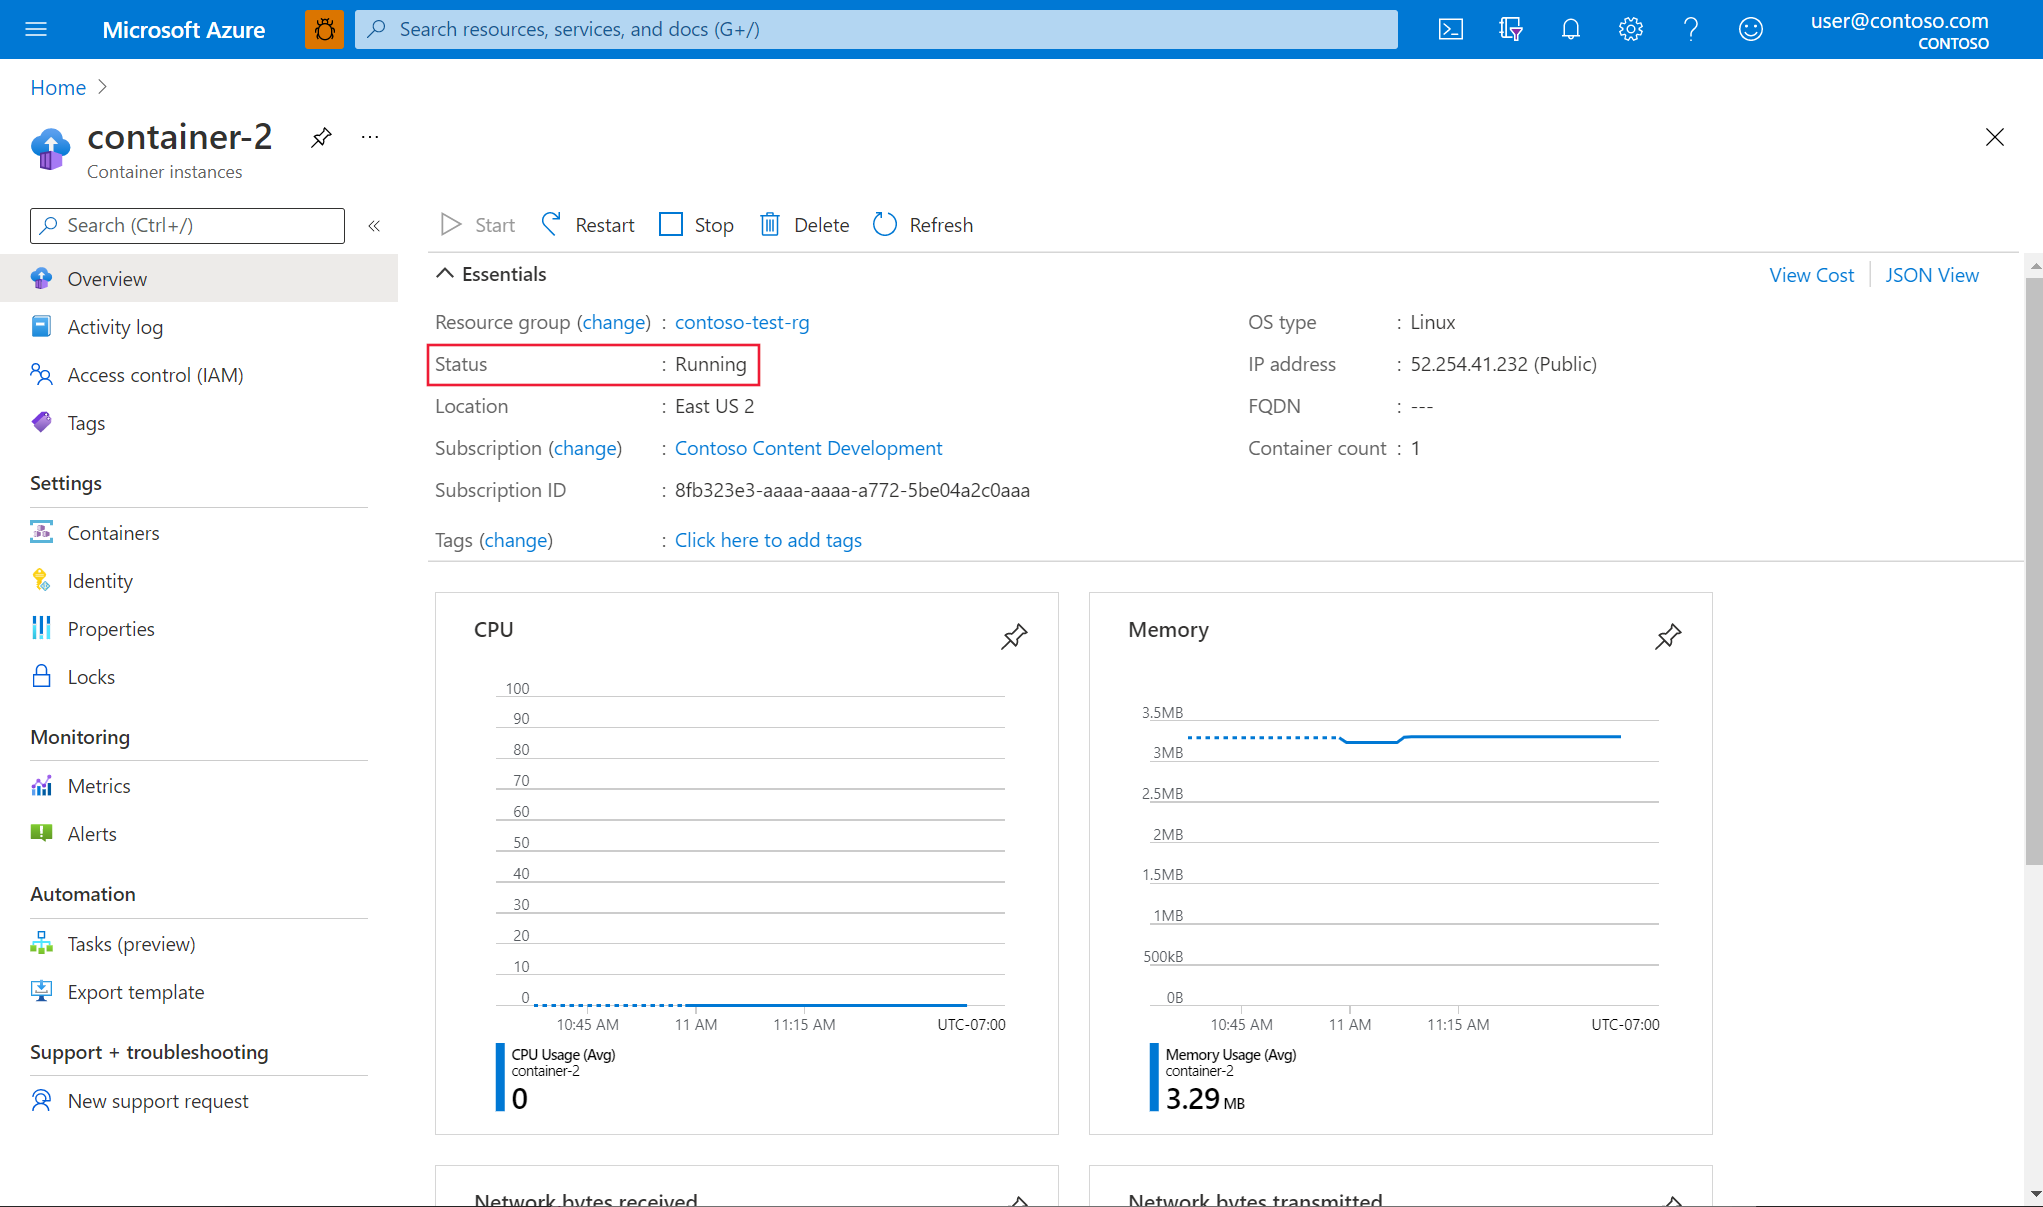 Microsoft Azure
Search resources, services, and docs (G+/)
user@contoso.com
CONTOSO
Home
container-2
Container instances
Search (Ctrl+/)
Start Restart Stop Delete Refresh
Overview
Activity log
Access control (IAM)
Tags
Settings
Containers
Identity
Properties
Locks
Monitoring
Metrics
Alerts
Automation
Tasks (preview)
Export template
Support + troubleshooting
New support request
Essentials
View Cost JSON View
Resource group (change) : contoso-test-rg
Status : Running
Location : East US 2
Subscription (change) : Contoso Content Development
Subscription ID : 8fb323e3-aaaa-aaaa-a772-5be04a2c0aaa
Tags (change) : Click here to add tags
OS type : Linux
IP address : 52.254.41.232 (Public)
FQDN : ---
Container count : 1
CPU
100
90
80
70
60
50
40
30
20
10
0
10:45 AM 11 AM 11:15 AM UTC-07:00
CPU Usage (Avg)
container-2
0
Memory
3.5MB
3MB
2.5MB
2MB
1.5MB
1MB
500kB
0B
10:45 AM 11 AM 11:15 AM UTC-07:00
Memory Usage (Avg)
container-2
3.29 MB
Network bytes received
Network bytes transmitted